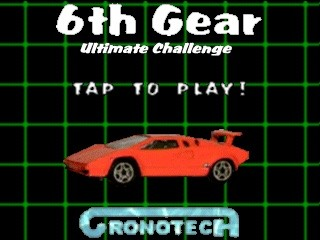 6th Gear
Ultimate Challenge
TAP TO PLAY!
CRONOTECH